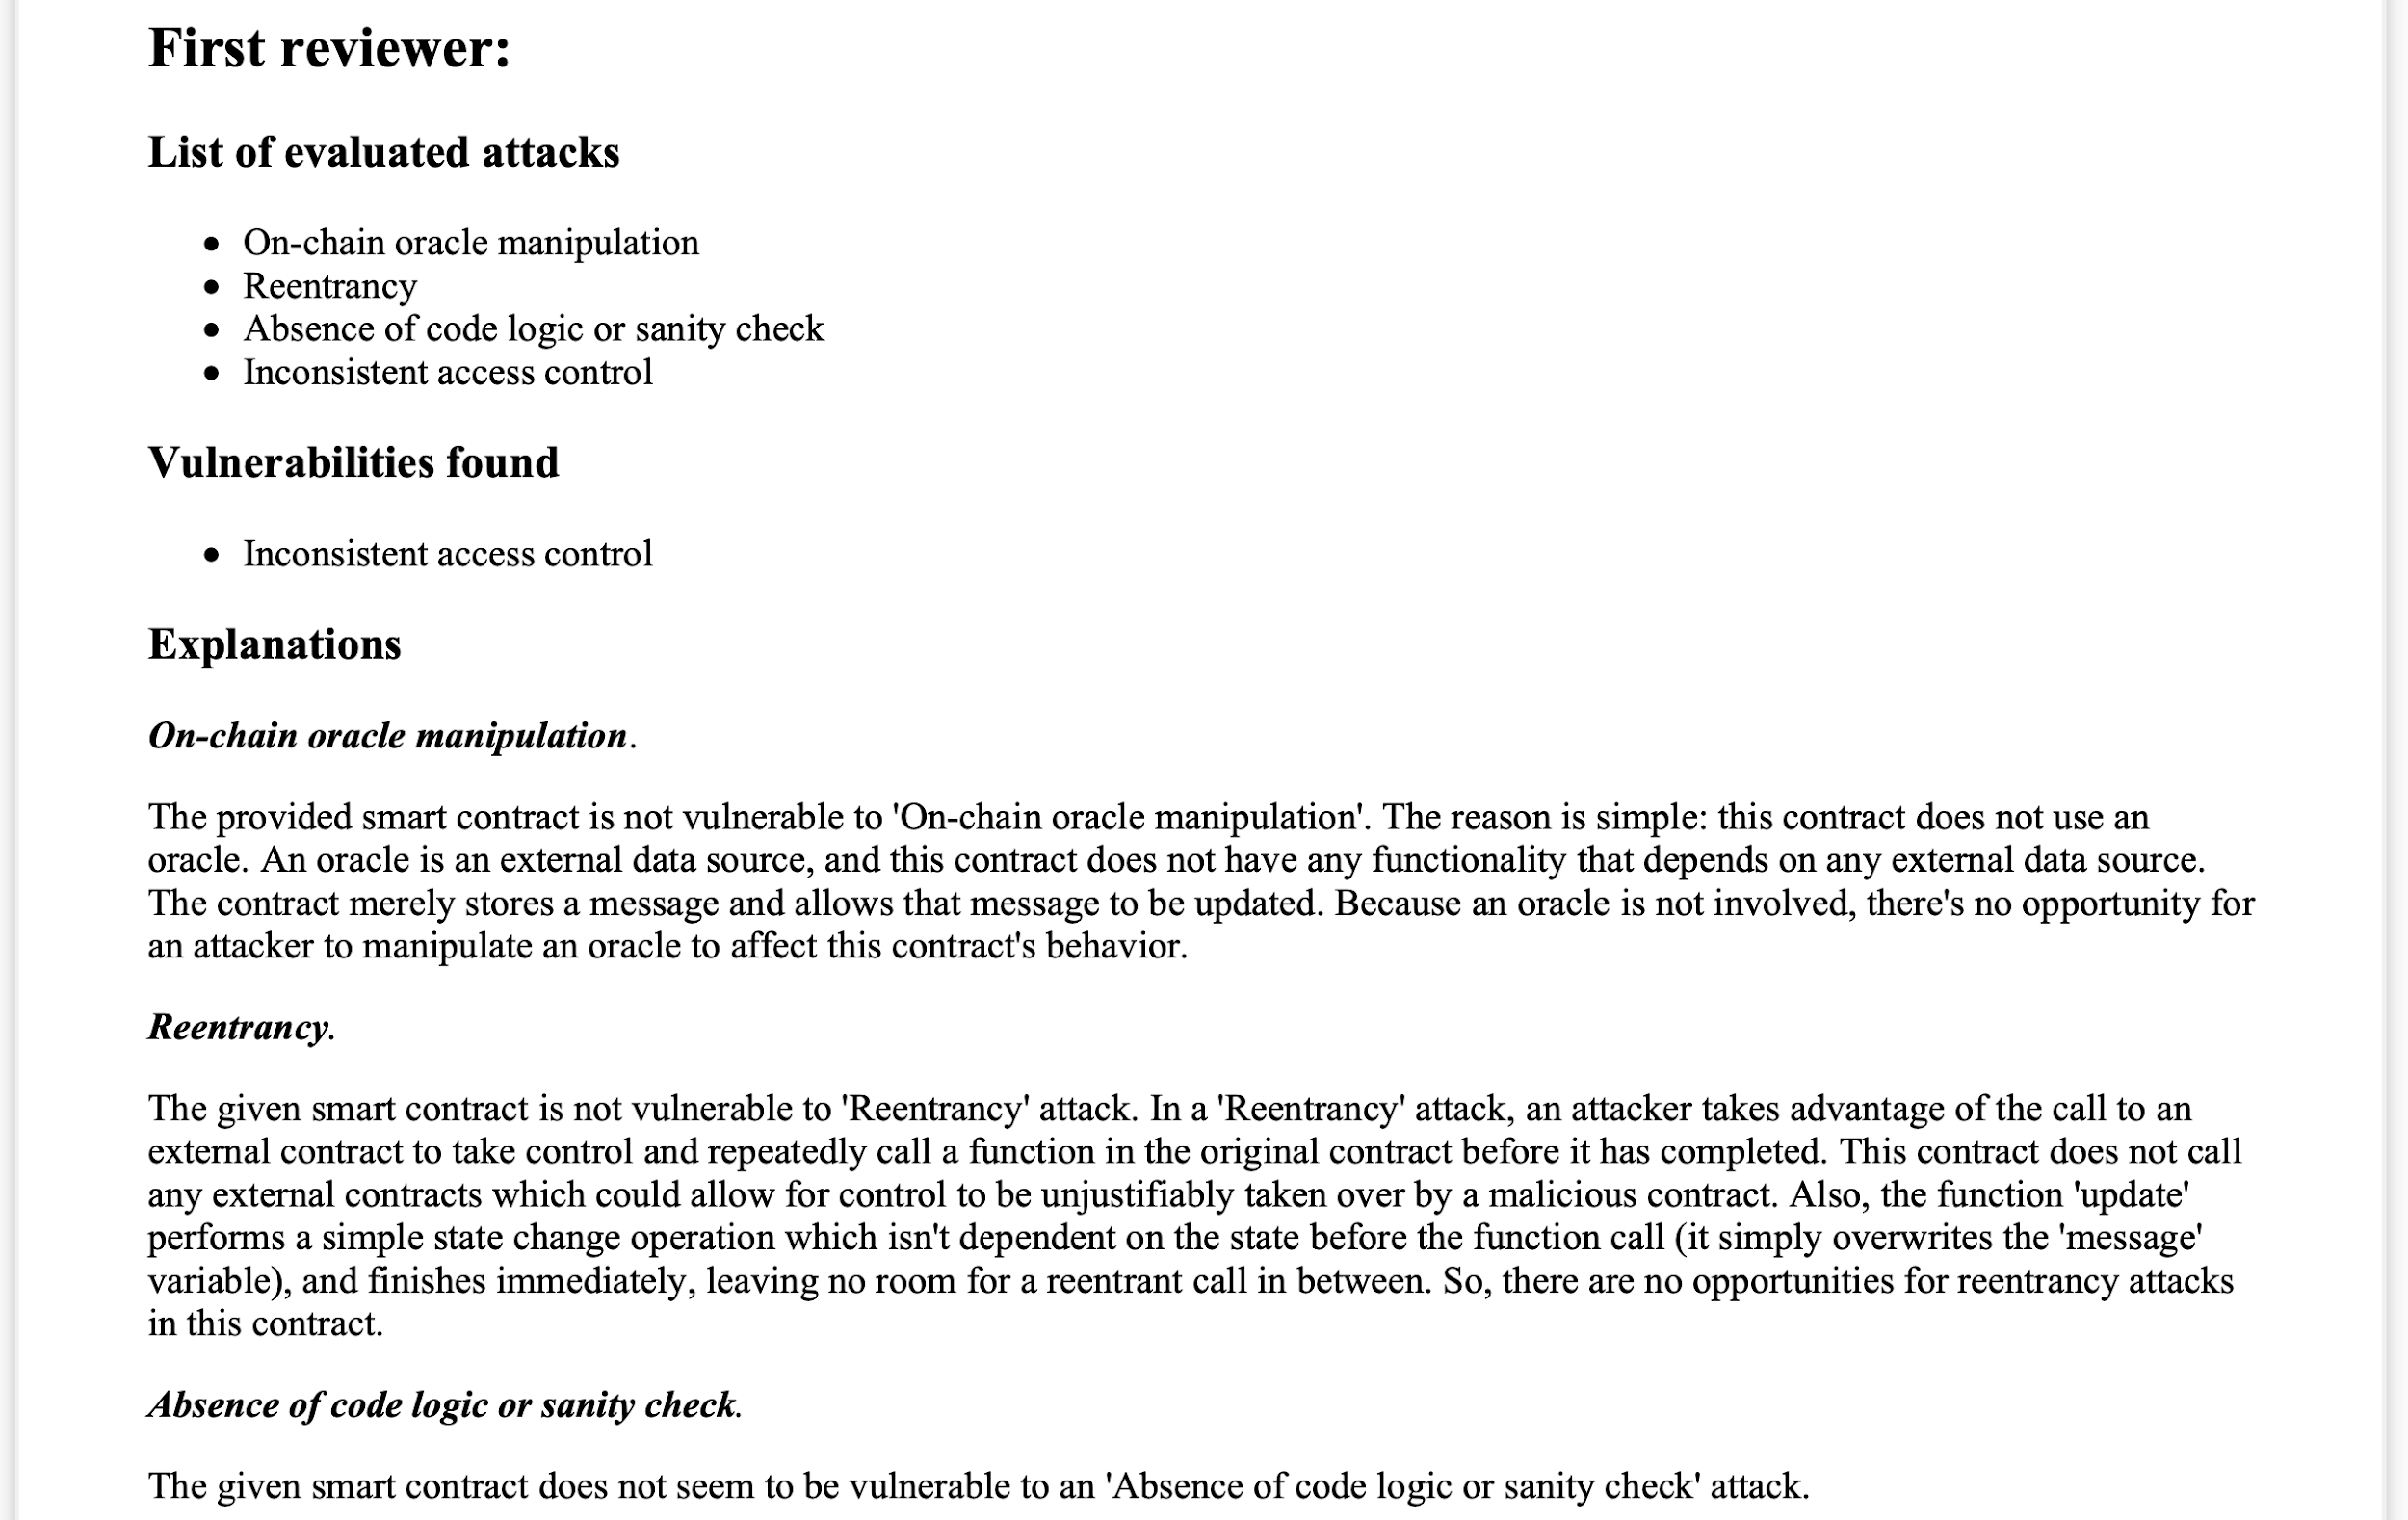 First reviewer:
List of evaluated attacks
• On-chain oracle manipulation
• Reentrancy
• Absence of code logic or sanity check
• Inconsistent access control
Vulnerabilities found
• Inconsistent access control
Explanations
On-chain oracle manipulation.
The provided smart contract is not vulnerable to 'On-chain oracle manipulation'. The reason is simple: this contract does not use an
oracle. An oracle is an external data source, and this contract does not have any functionality that depends on any external data source.
The contract merely stores a message and allows that message to be updated. Because an oracle is not involved, there's no opportunity for
an attacker to manipulate an oracle to affect this contract's behavior.
Reentrancy.
The given smart contract is not vulnerable to 'Reentrancy' attack. In a 'Reentrancy' attack, an attacker takes advantage of the call to an
external contract to take control and repeatedly call a function in the original contract before it has completed. This contract does not call
any external contracts which could allow for control to be unjustifiably taken over by a malicious contract. Also, the function 'update'
performs a simple state change operation which isn't dependent on the state before the function call (it simply overwrites the 'message'
variable), and finishes immediately, leaving no room for a reentrant call in between. So, there are no opportunities for reentrancy attacks
in this contract.
Absence of code logic or sanity check.
The given smart contract does not seem to be vulnerable to an 'Absence of code logic or sanity check' attack.